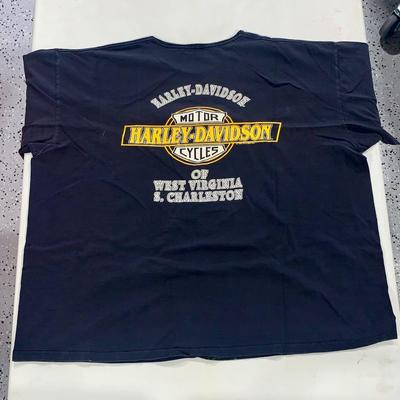 HARLEY-DAVIDSON
MOTOR
HARLEY-DAVIDSON
CYCLES
OF
WEST VIRGINIA
S. CHARLESTON